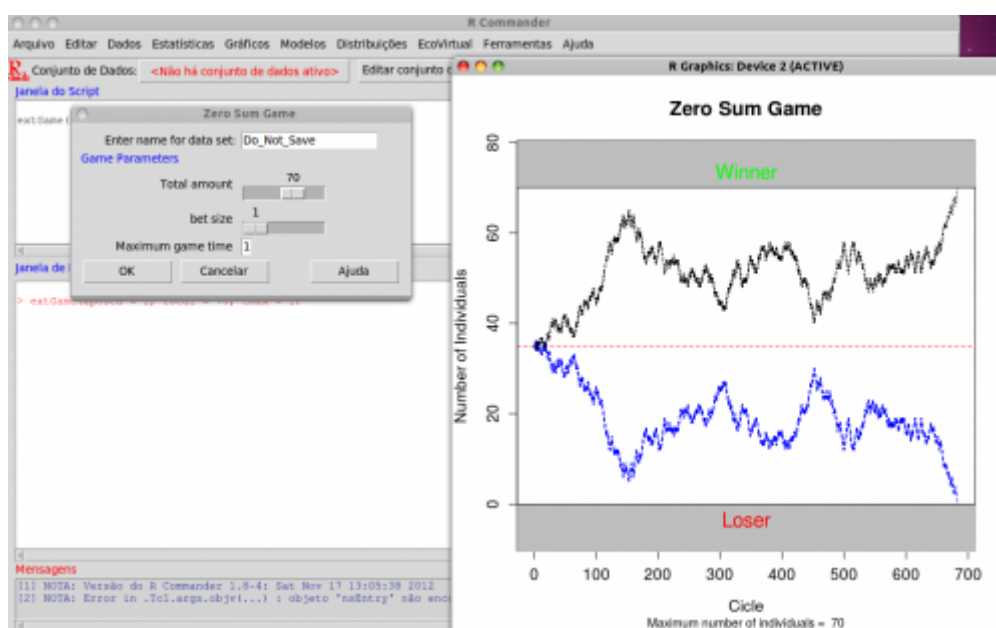 R Commander
Arquivo Editar Dados Estatísticas Gráficos Modelos Distribuições EcoVirtual Ferramentas Ajuda
Conjunto de Dados: <Não há conjunto de dados ativo> Editar conjunto
Janela do Script
Zero Sum Game
Enter name for data set: Do_Not_Save
Game Parameters
Total amount 70
bet size 1
Maximum game time 1
OK Cancelar Ajuda
Janela de
Mensagens
[1] NOTA: Versão do R Commander 1.8-4: Sat Nov 17 13:05:38 2012
[2] NOTA: Error in .Tcl.args.objv(...) : objeto "nsEntry" não
R Graphics: Device 2 (ACTIVE)
Zero Sum Game
Winner
Loser
Number of Individuals
80
60
40
20
0
0 100 200 300 400 500 600 700
Cicle
Maximum number of individuals = 70